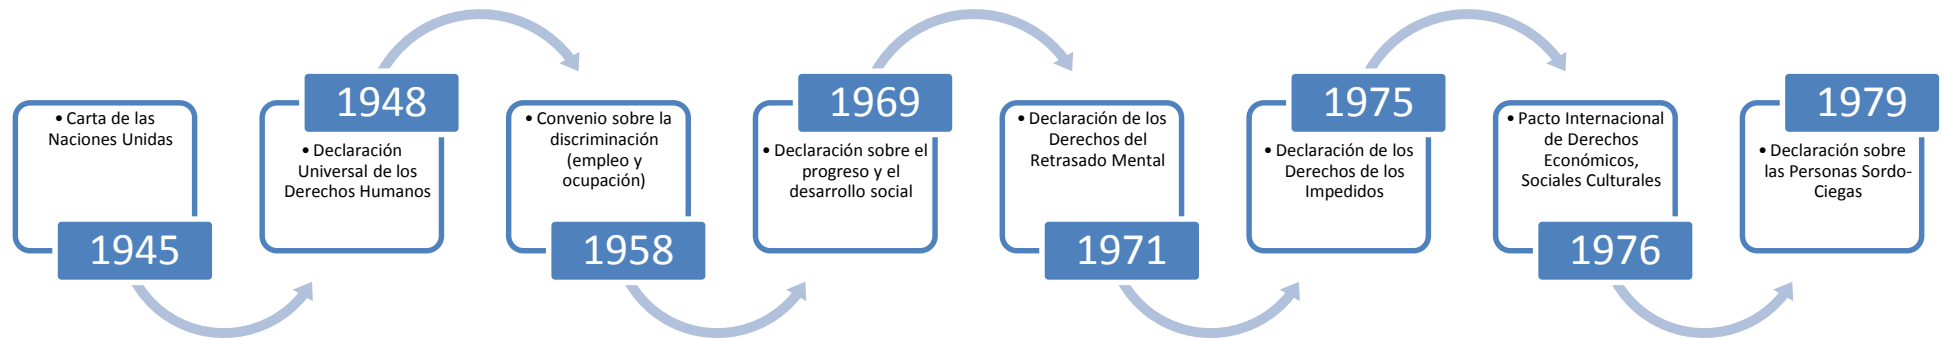 • Carta de las
Naciones Unidas
1945
1948
• Declaración
Universal de los
Derechos Humanos
• Convenio sobre la
discriminación
(empleo y
ocupación)
1958
1969
• Declaración sobre el
progreso y el
desarrollo social
• Declaración de los
Derechos del
Retrasado Mental
1971
1975
• Declaración de los
Derechos de los
Impedidos
• Pacto Internacional
de Derechos
Económicos,
Sociales Culturales
1976
1979
• Declaración sobre
las Personas Sordo-
Ciegas